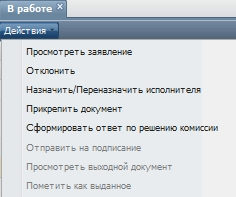 В работе
Действия
Просмотреть заявление
Отклонить
Назначить/Переназначить исполнителя
Прикрепить документ
Сформировать ответ по решению комиссии
Отправить на подписание
Просмотреть выходной документ
Пометить как выданное